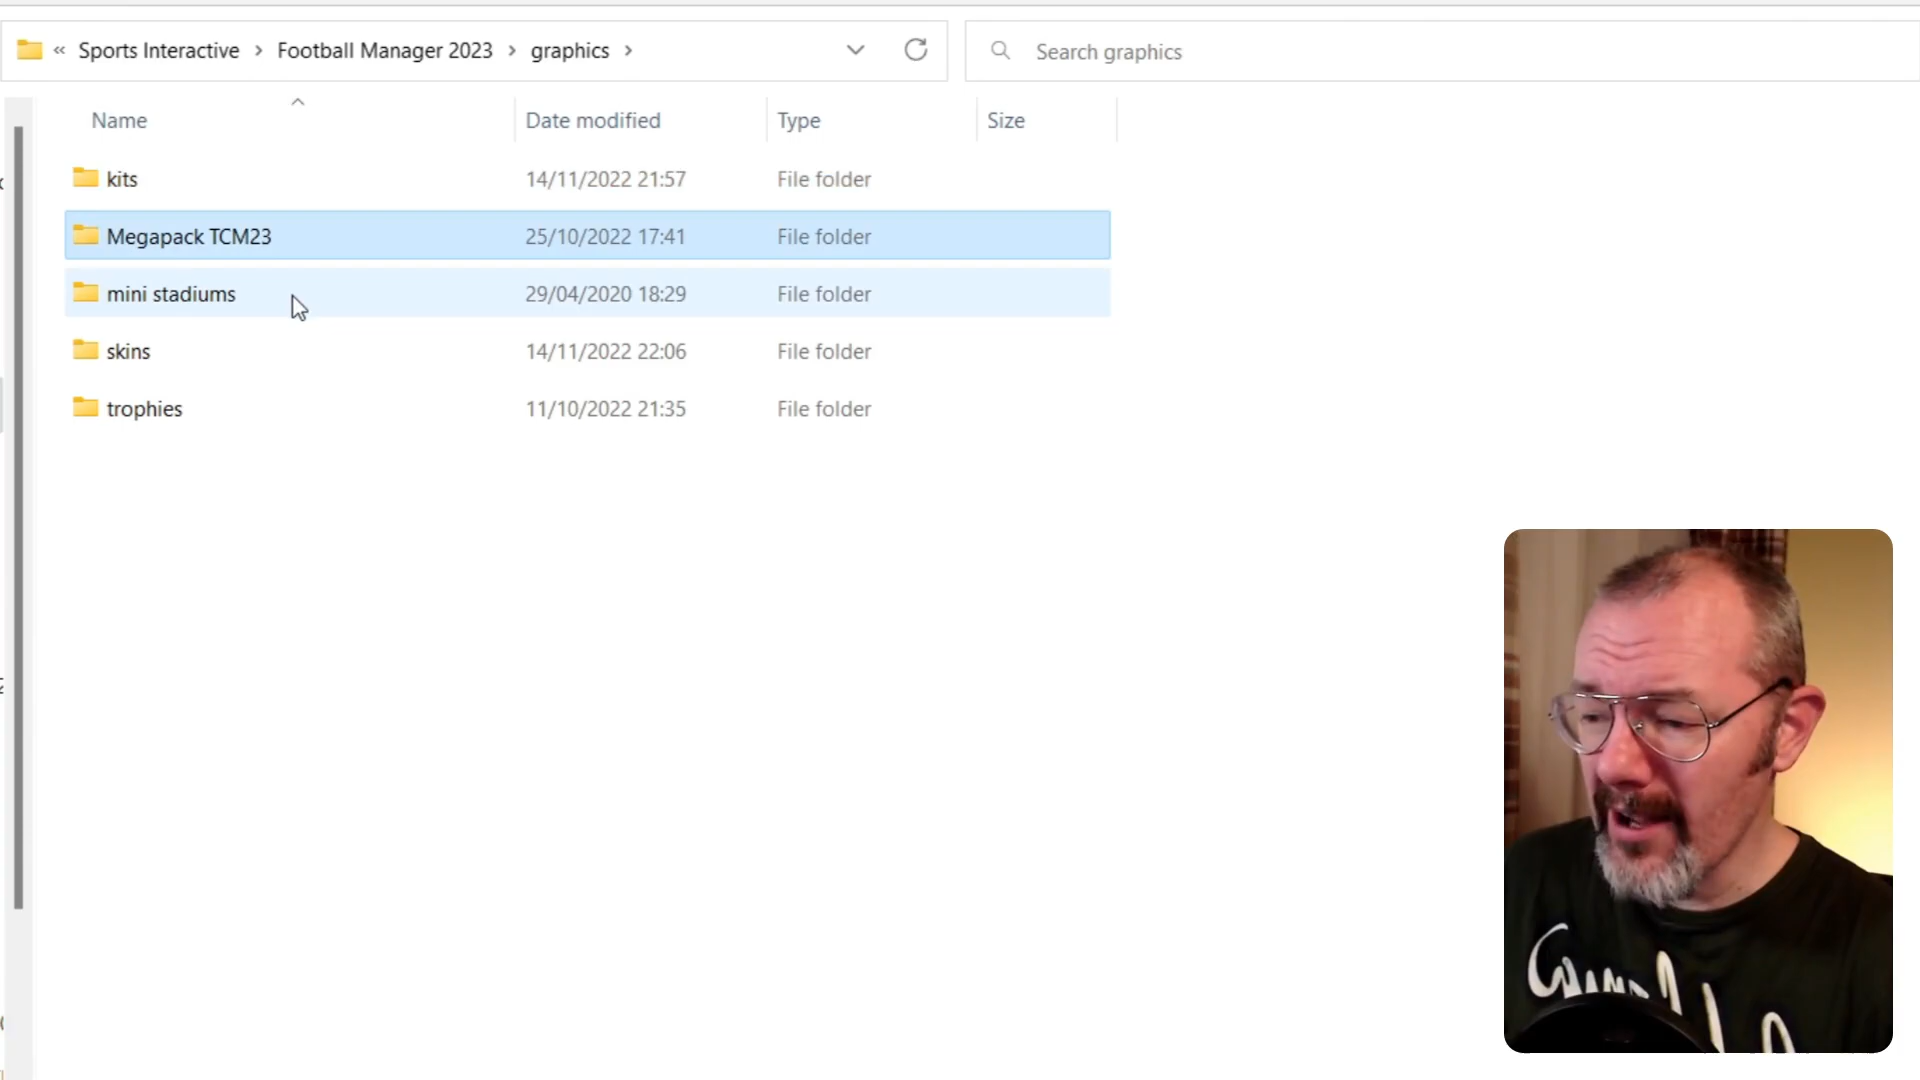 « Sports Interactive > Football Manager 2023 > graphics >
Search graphics
Name Date modified Type Size
kits 14/11/2022 21:57 File folder
Megapack TCM23 25/10/2022 17:41 File folder
mini stadiums 29/04/2020 18:29 File folder
skins 14/11/2022 22:06 File folder
trophies 11/10/2022 21:35 File folder